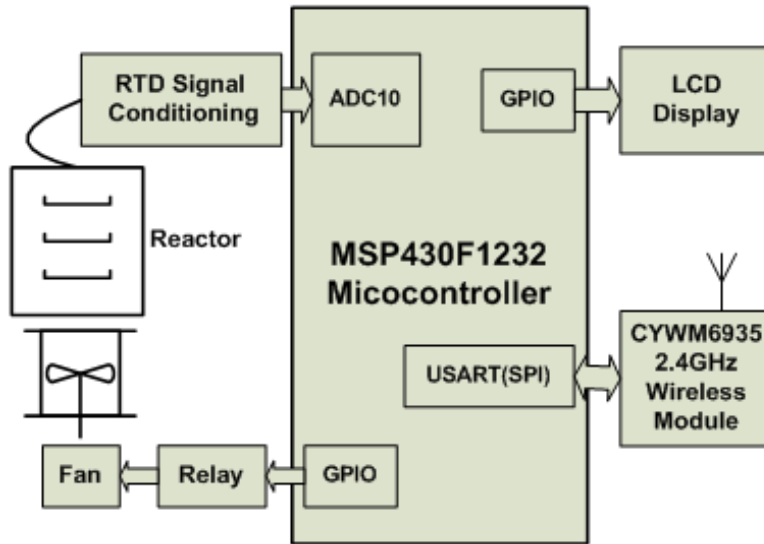 RTD Signal
Conditioning
ADC10
GPIO
LCD
Display
Reactor
MSP430F1232
Micocontroller
USART(SPI)
CYWM6935
2.4GHz
Wireless
Module
Fan
Relay
GPIO